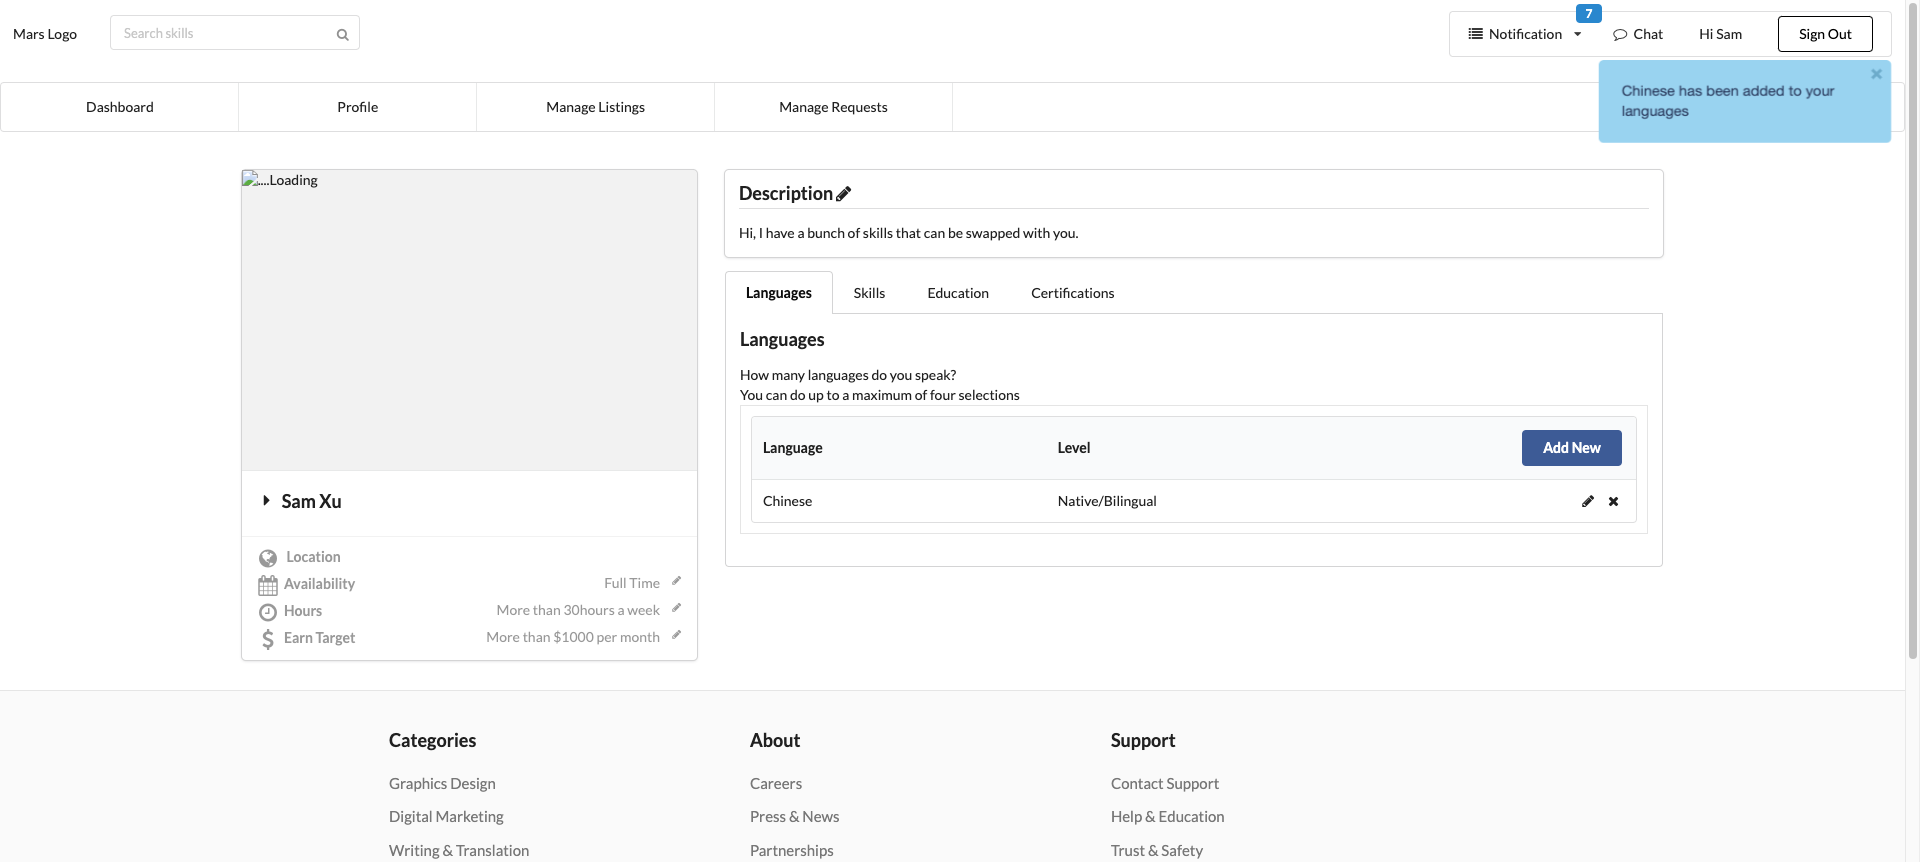 Mars Logo
Search skills
7
Notification
Chat
Hi Sam
Sign Out
Chinese has been added to your
languages
Dashboard
Profile
Manage Listings
Manage Requests
....Loading
Description
Hi, I have a bunch of skills that can be swapped with you.
Languages
Skills
Education
Certifications
Languages
How many languages do you speak?
You can do up to a maximum of four selections
Language
Level
Add New
Chinese
Native/Bilingual
Sam Xu
Location
Availability
Full Time
Hours
More than 30hours a week
Earn Target
More than $1000 per month
Categories
Graphics Design
Digital Marketing
Writing & Translation
About
Careers
Press & News
Partnerships
Support
Contact Support
Help & Education
Trust & Safety